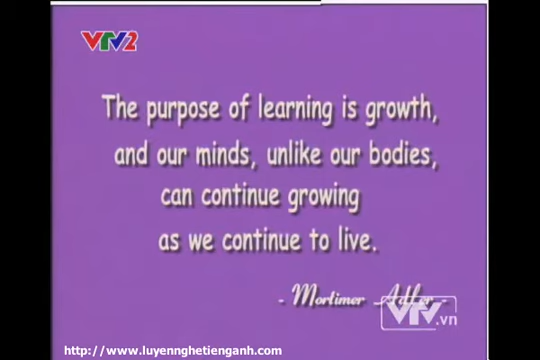 VTV2
The purpose of learning is growth,
and our minds, unlike our bodies,
can continue growing
as we continue to live.
- Mortimer Adler -
VTV.vn
http://www.luyennghetienganh.com